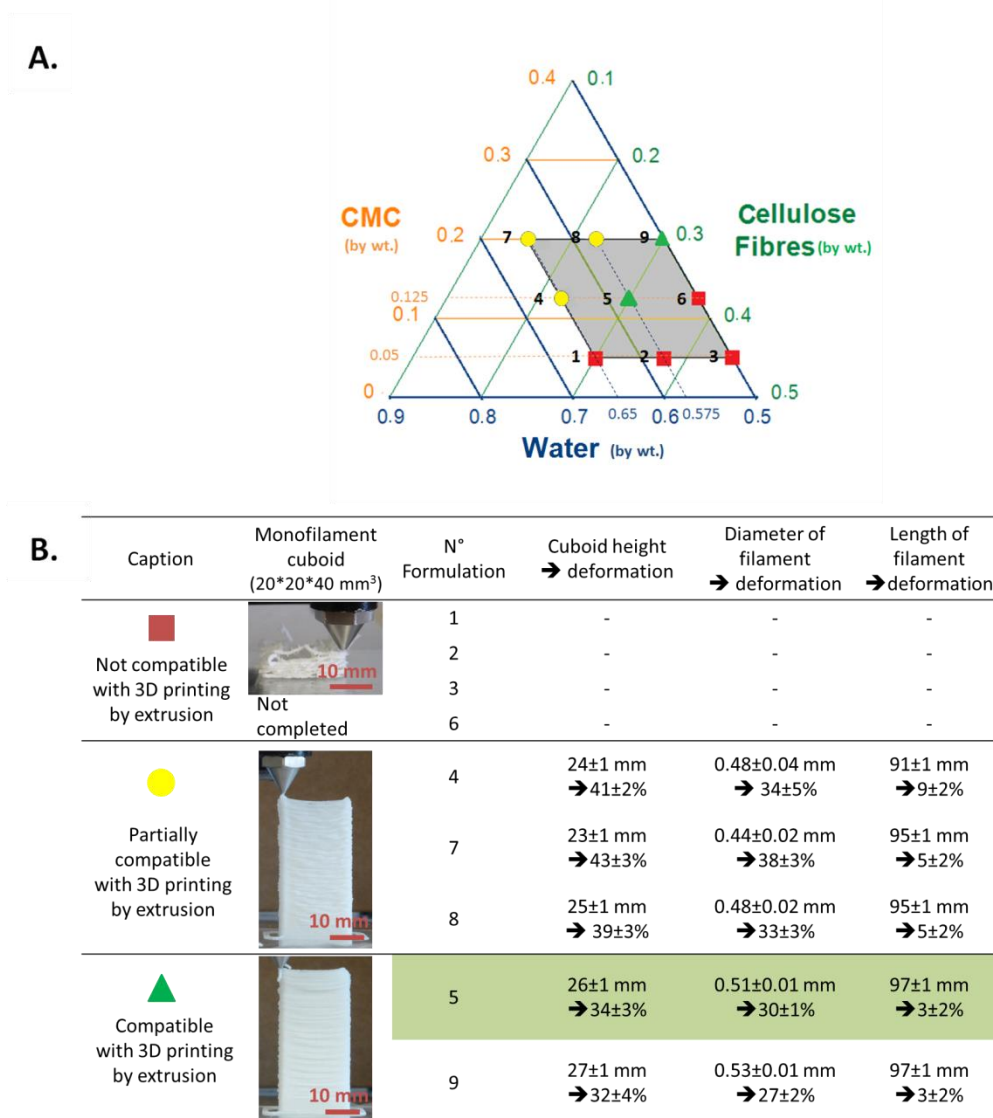 A.
0.4
0.1
0.3
0.2
CMC
(by wt.)
Cellulose
Fibres (by wt.)
0.2
7
8
9
0.3
0.125
4
5
6
0.1
0.4
0.05
1
2
3
0
0.5
0.9
0.8
0.7
0.65
0.6
0.575
0.5
Water (by wt.)
B.
Caption
Monofilament
cuboid
(20*20*40 mm³)
N°
Formulation
Cuboid height
➔ deformation
Diameter of
filament
➔ deformation
Length of
filament
➔ deformation
Not compatible
with 3D printing
by extrusion
10 mm
Not
completed
1 - - -
2 - - -
3 - - -
6 - - -
Partially
compatible
with 3D printing
by extrusion
10 mm
4
24±1 mm
➔41±2%
0.48±0.04 mm
➔ 34±5%
91±1 mm
➔9±2%
7
23±1 mm
➔43±3%
0.44±0.02 mm
➔38±3%
95±1 mm
➔5±2%
8
25±1 mm
➔ 39±3%
0.48±0.02 mm
➔33±3%
95±1 mm
➔5±2%
Compatible
with 3D printing
by extrusion
10 mm
5
26±1 mm
➔34±3%
0.51±0.01 mm
➔30±1%
97±1 mm
➔3±2%
9
27±1 mm
➔32±4%
0.53±0.01 mm
➔27±2%
97±1 mm
➔3±2%